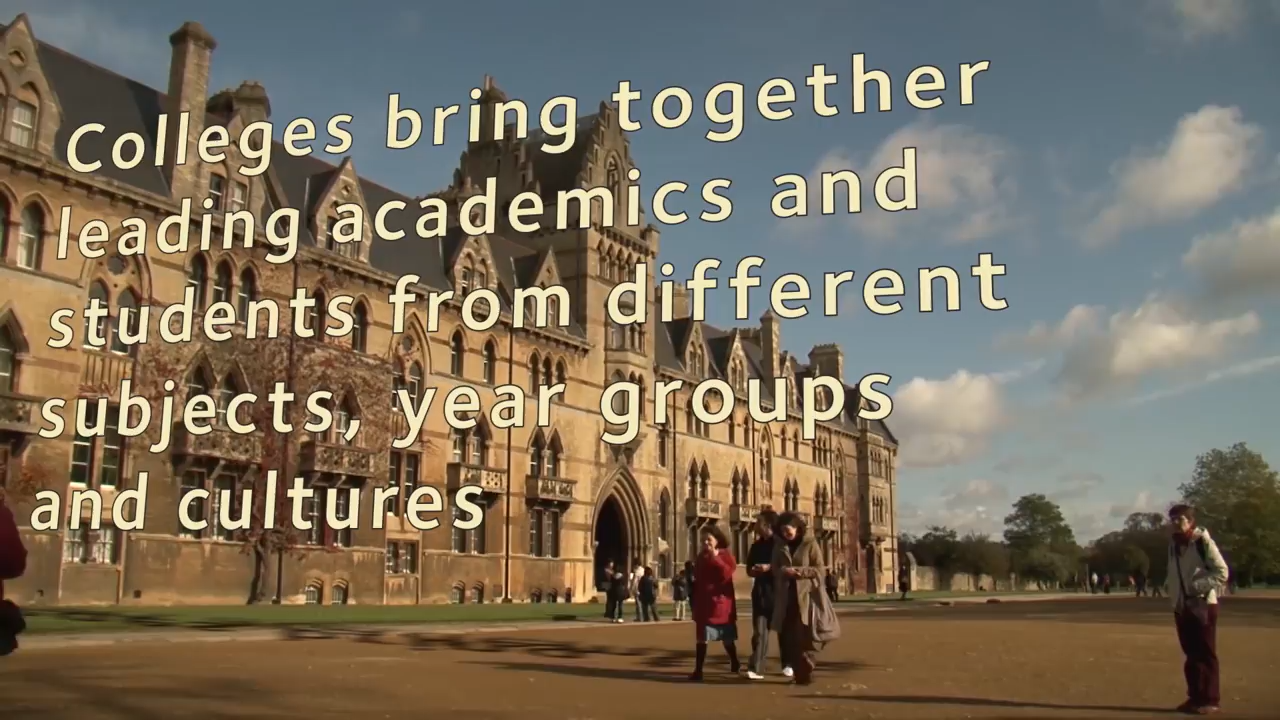 Colleges bring together
leading academics and
students from different
subjects, year groups
and cultures